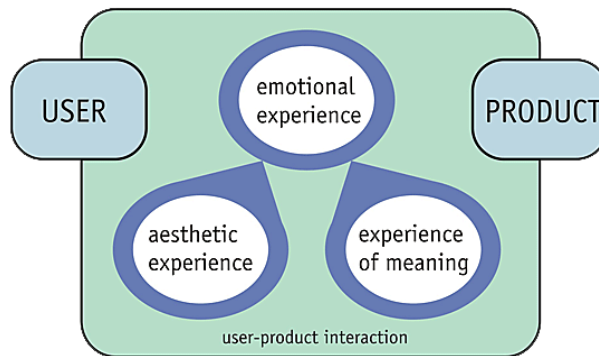 USER
emotional
experience
PRODUCT
aesthetic
experience
experience
of meaning
user-product interaction